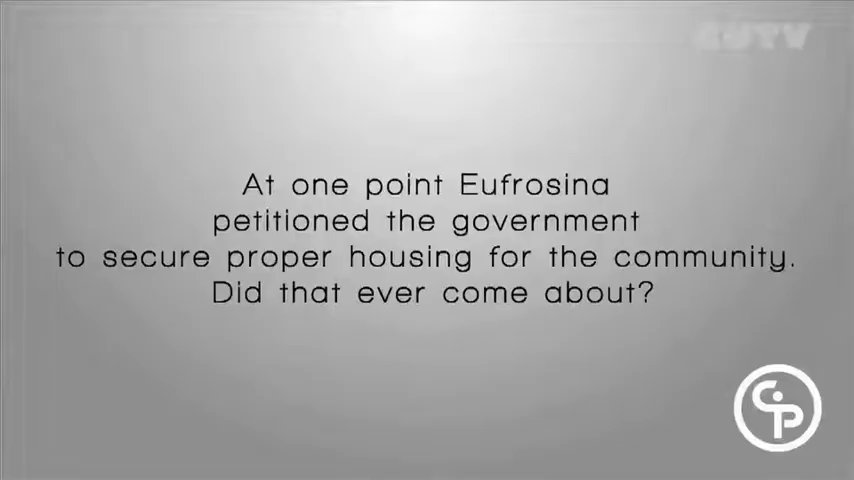 At one point Eufrosina
petitioned the government
to secure proper housing for the community.
Did that ever come about?
CP